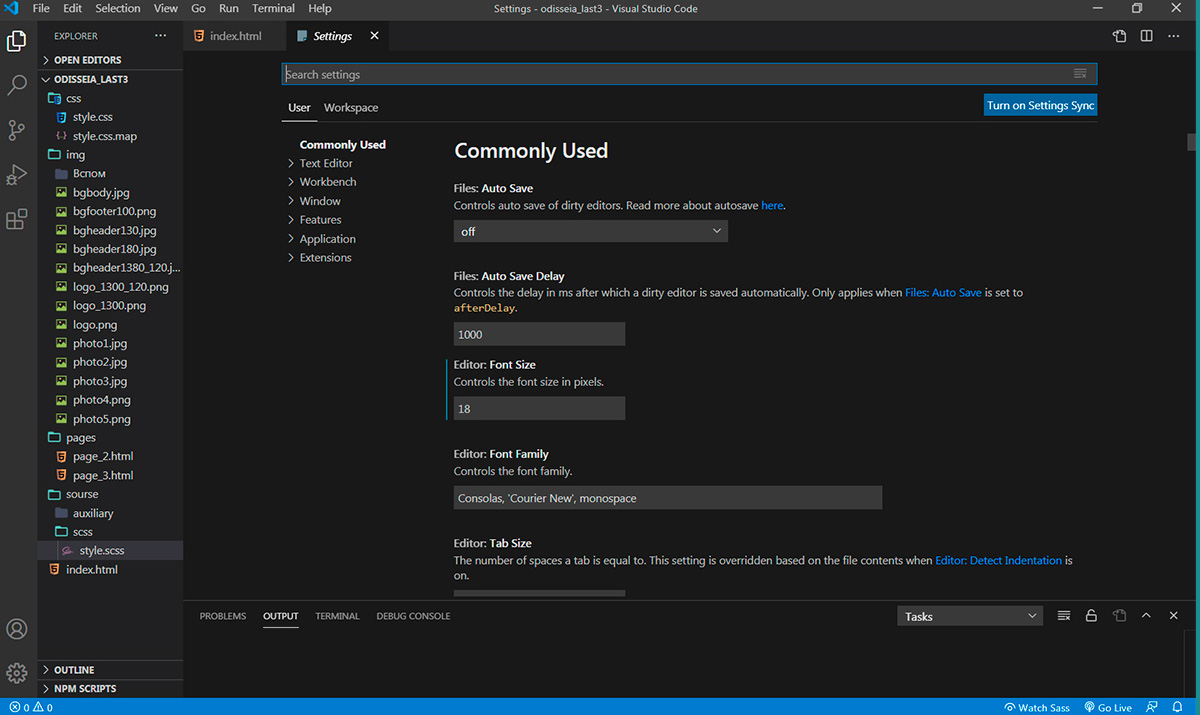 File Edit Selection View Go Run Terminal Help
Settings - odisseia_last3 - Visual Studio Code
EXPLORER
OPEN EDITORS
ODISSEIA_LAST3
css
style.css
style.css.map
img
Вспом
bgbody.jpg
bgfooter100.png
bgheader130.jpg
bgheader180.jpg
bgheader1380_120.j...
logo_1300_120.png
logo_1300.png
logo.png
photo1.jpg
photo2.jpg
photo3.jpg
photo4.png
photo5.png
pages
page_2.html
page_3.html
sourse
auxiliary
scss
style.scss
index.html
OUTLINE
NPM SCRIPTS
index.html
Settings
Search settings
User Workspace
Turn on Settings Sync
Commonly Used
Text Editor
Workbench
Window
Features
Application
Extensions
Commonly Used
Files: Auto Save
Controls auto save of dirty editors. Read more about autosave here.
off
Files: Auto Save Delay
Controls the delay in ms after which a dirty editor is saved automatically. Only applies when Files: Auto Save is set to
afterDelay.
1000
Editor: Font Size
Controls the font size in pixels.
18
Editor: Font Family
Controls the font family.
Consolas, 'Courier New', monospace
Editor: Tab Size
The number of spaces a tab is equal to. This setting is overridden based on the file contents when Editor: Detect Indentation is
on.
PROBLEMS OUTPUT TERMINAL DEBUG CONSOLE
Tasks
0 0
Watch Sass
Go Live